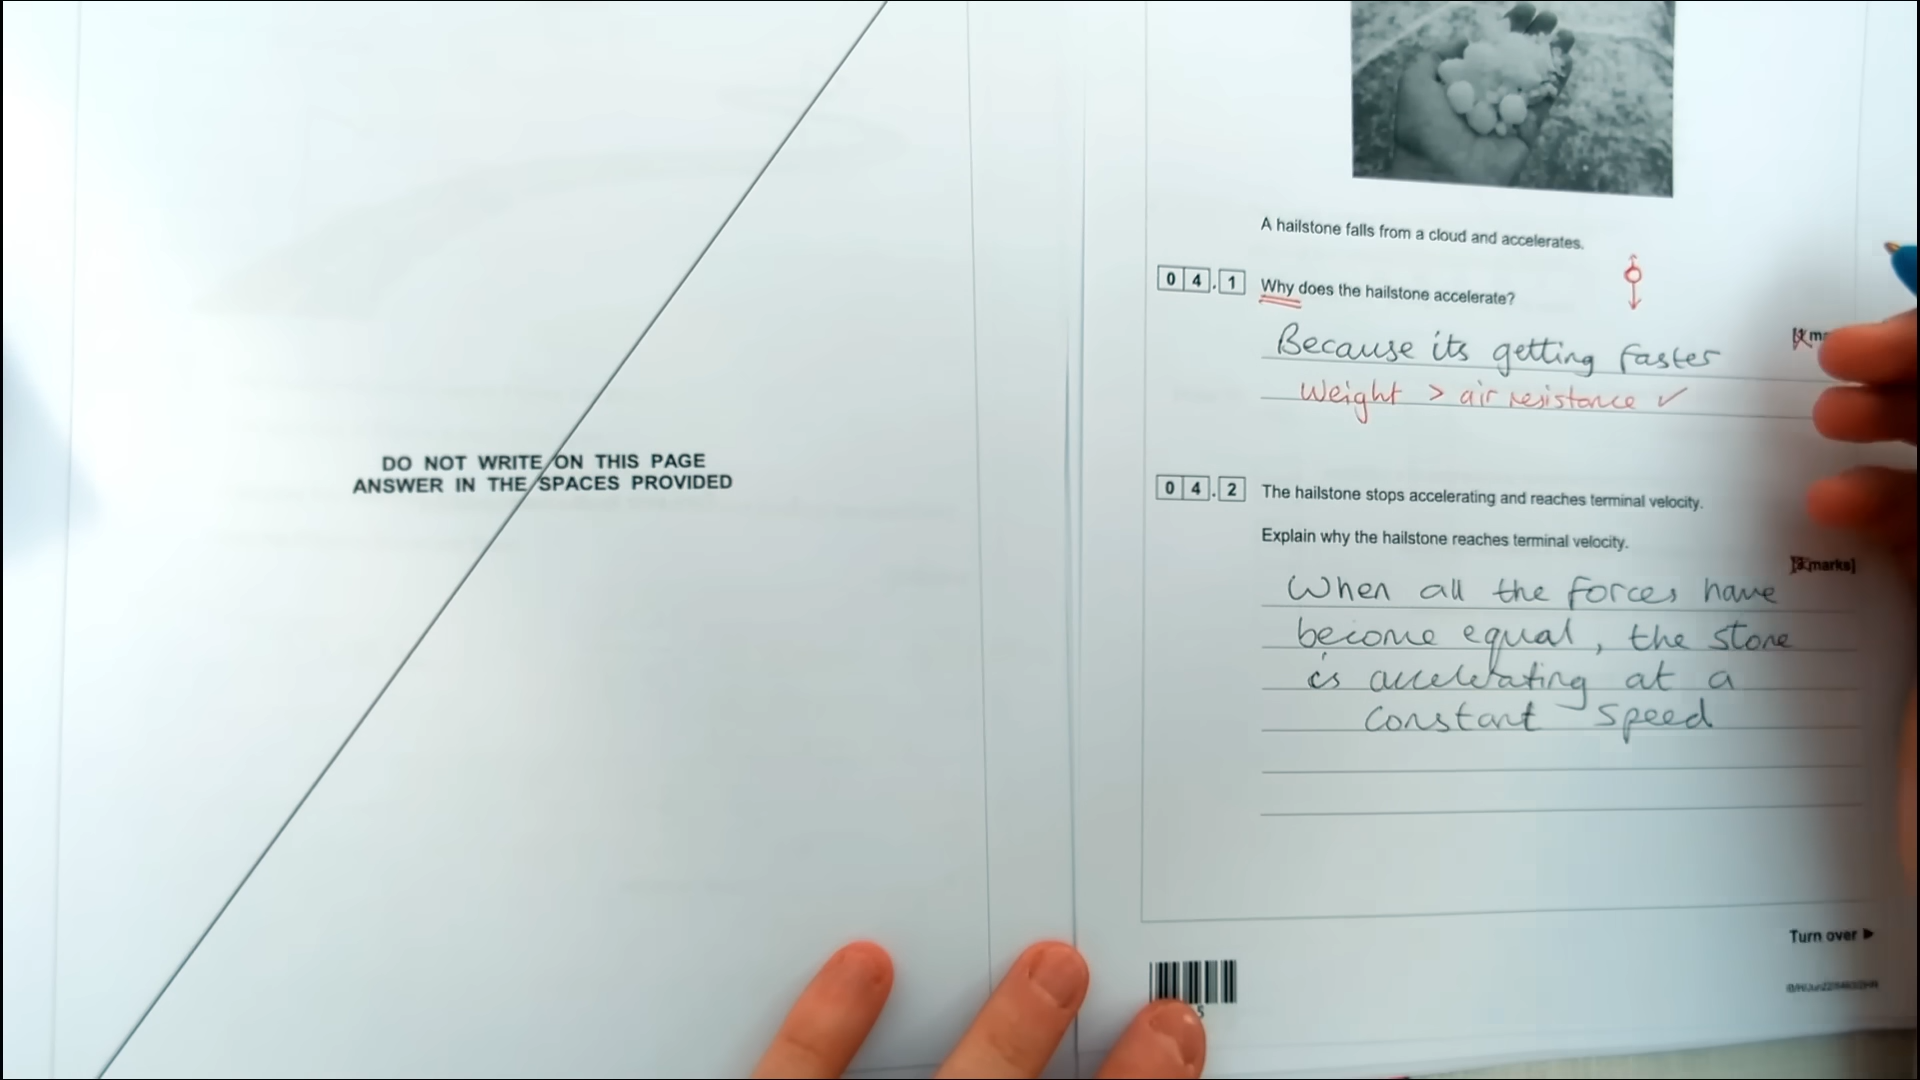 DO NOT WRITE ON THIS PAGE
ANSWER IN THE SPACES PROVIDED
A hailstone falls from a cloud and accelerates.
0 4 . 1 Why does the hailstone accelerate?
Because its getting faster
Weight > air resistance ✓
0 4 . 2 The hailstone stops accelerating and reaches terminal velocity.
Explain why the hailstone reaches terminal velocity.
marks]
When all the forces have
become equal, the stone
is accelerating at a
constant speed
Turn over ▶
5